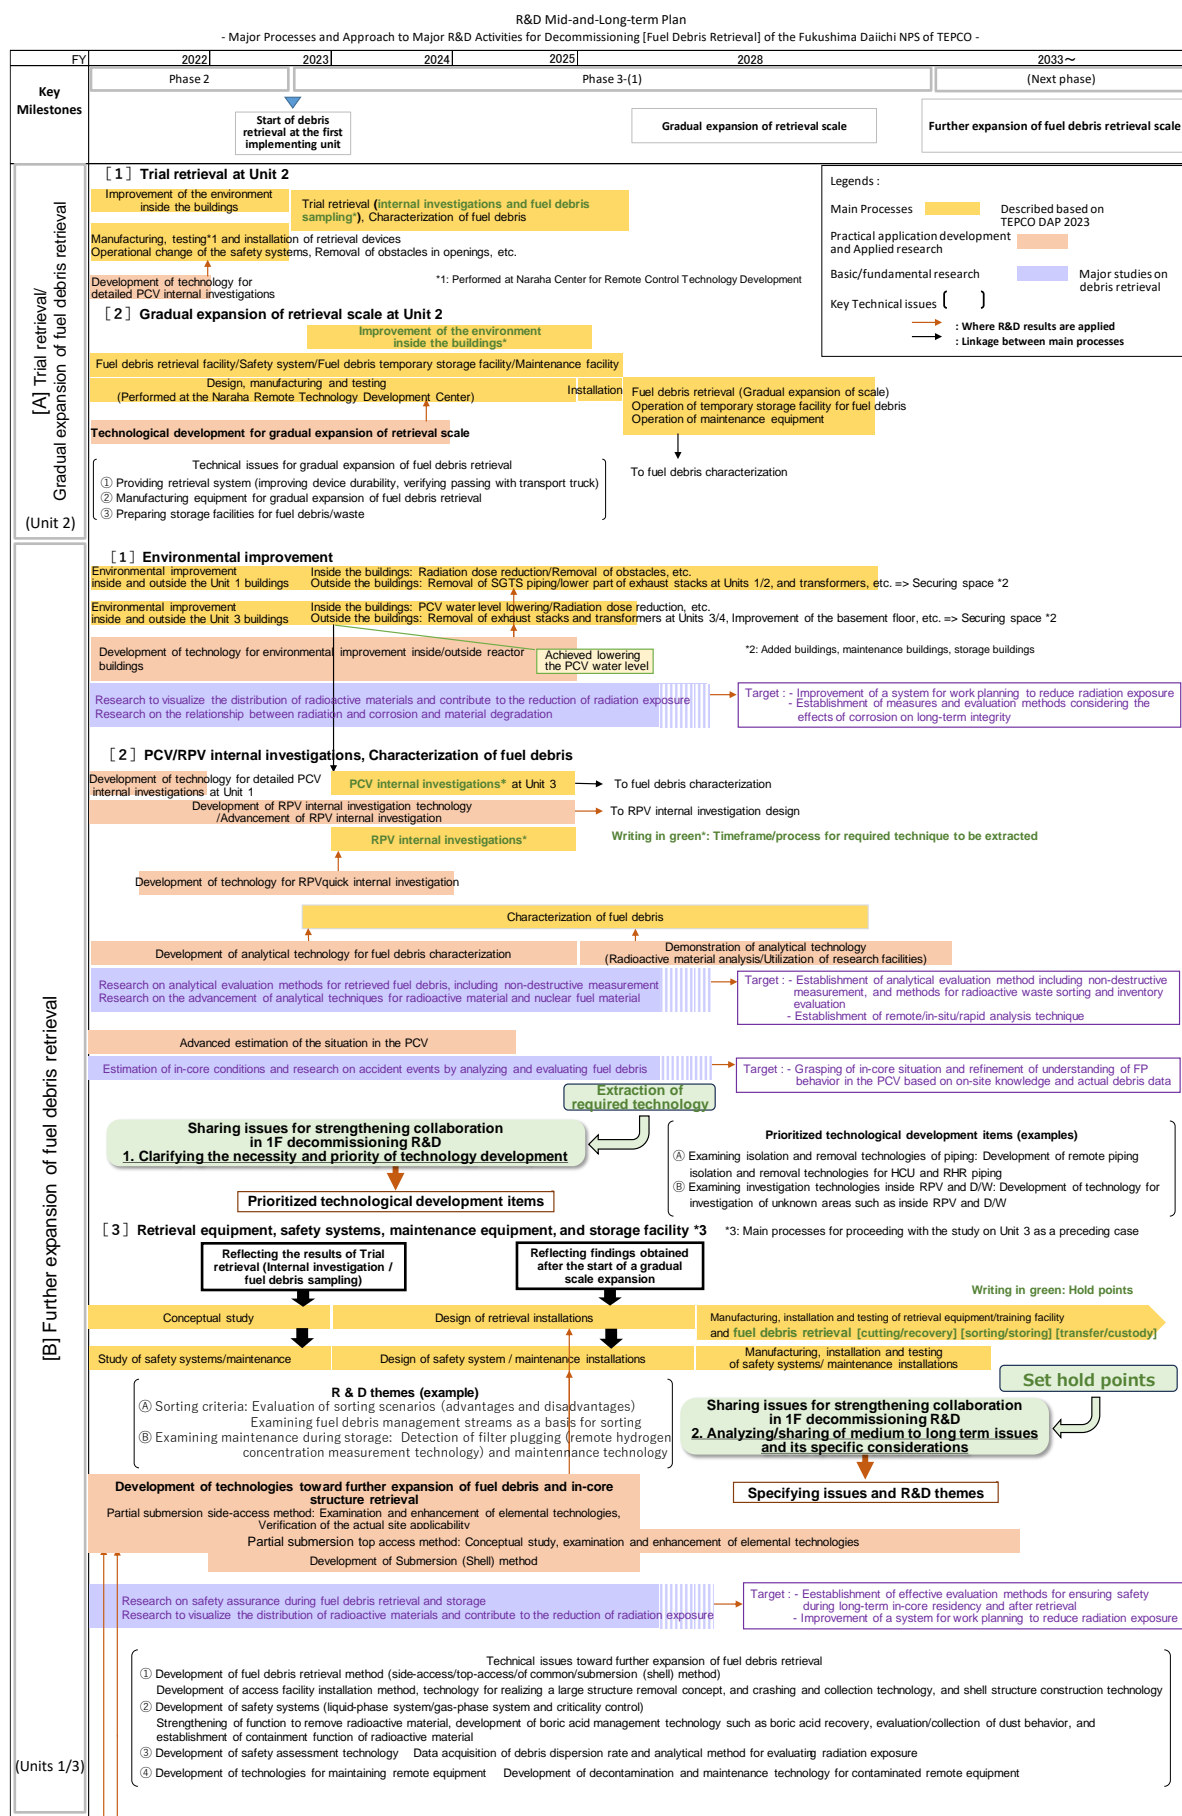 R&D Mid-and-Long-term Plan
- Major Processes and Approach to Major R&D Activities for Decommissioning [Fuel Debris Retrieval] of the Fukushima Daiichi NPS of TEPCO -
FY 2022 2023 2024 2025 2028 2033～
Key
Milestones
Phase 2 Phase 3-(1) (Next phase)
Start of debris
retrieval at the first
implementing unit
Gradual expansion of retrieval scale
Further expansion of fuel debris retrieval scale
[A] Trial retrieval/
Gradual expansion of fuel debris retrieval
(Unit 2)
［1］Trial retrieval at Unit 2
Improvement of the environment
inside the buildings
Trial retrieval (internal investigations and fuel debris
sampling*), Characterization of fuel debris
Manufacturing, testing*1 and installation of retrieval devices
Operational change of the safety systems, Removal of obstacles in openings, etc.
Development of technology for
detailed PCV internal investigations
*1: Performed at Naraha Center for Remote Control Technology Development
Legends :
Main Processes
Described based on
TEPCO DAP 2023
Practical application development
and Applied research
Basic/fundamental research
Major studies on
debris retrieval
Key Technical issues
: Where R&D results are applied
: Linkage between main processes
［2］Gradual expansion of retrieval scale at Unit 2
Improvement of the environment
inside the buildings*
Fuel debris retrieval facility/Safety system/Fuel debris temporary storage facility/Maintenance facility
Design, manufacturing and testing
(Performed at the Naraha Remote Technology Development Center)
Installation
Fuel debris retrieval (Gradual expansion of scale)
Operation of temporary storage facility for fuel debris
Operation of maintenance equipment
Technological development for gradual expansion of retrieval scale
To fuel debris characterization
Technical issues for gradual expansion of fuel debris retrieval
① Providing retrieval system (improving device durability, verifying passing with transport truck)
② Manufacturing equipment for gradual expansion of fuel debris retrieval
③ Preparing storage facilities for fuel debris/waste
[B] Further expansion of fuel debris retrieval
(Units 1/3)
［1］Environmental improvement
Environmental improvement
inside and outside the Unit 1 buildings
Inside the buildings: Radiation dose reduction/Removal of obstacles, etc.
Outside the buildings: Removal of SGTS piping/lower part of exhaust stacks at Units 1/2, and transformers, etc. => Securing space *2
Environmental improvement
inside and outside the Unit 3 buildings
Inside the buildings: PCV water level lowering/Radiation dose reduction, etc.
Outside the buildings: Removal of exhaust stacks and transformers at Units 3/4, Improvement of the basement floor, etc. => Securing space *2
Development of technology for environmental improvement inside/outside reactor
buildings
Achieved lowering
the PCV water level
*2: Added buildings, maintenance buildings, storage buildings
Research to visualize the distribution of radioactive materials and contribute to the reduction of radiation exposure
Research on the relationship between radiation and corrosion and material degradation
Target : - Improvement of a system for work planning to reduce radiation exposure
- Establishment of measures and evaluation methods considering the
effects of corrosion on long-term integrity
［2］PCV/RPV internal investigations, Characterization of fuel debris
Development of technology for detailed PCV
internal investigations at Unit 1
PCV internal investigations* at Unit 3
To fuel debris characterization
Development of RPV internal investigation technology
/Advancement of RPV internal investigation
To RPV internal investigation design
RPV internal investigations*
Writing in green*: Timeframe/process for required technique to be extracted
Development of technology for RPVquick internal investigation
Characterization of fuel debris
Development of analytical technology for fuel debris characterization
Demonstration of analytical technology
(Radioactive material analysis/Utilization of research facilities)
Research on analytical evaluation methods for retrieved fuel debris, including non-destructive measurement
Research on the advancement of analytical techniques for radioactive material and nuclear fuel material
Target : - Establishment of analytical evaluation method including non-destructive
measurement, and methods for radioactive waste sorting and inventory
evaluation
- Establishment of remote/in-situ/rapid analysis technique
Advanced estimation of the situation in the PCV
Estimation of in-core conditions and research on accident events by analyzing and evaluating fuel debris
Target : - Grasping of in-core situation and refinement of understanding of FP
behavior in the PCV based on on-site knowledge and actual debris data
Extraction of
required technology
Sharing issues for strengthening collaboration
in 1F decommissioning R&D
1. Clarifying the necessity and priority of technology development
Prioritized technological development items
Prioritized technological development items (examples)
Ⓐ Examining isolation and removal technologies of piping: Development of remote piping
isolation and removal technologies for HCU and RHR piping
Ⓑ Examining investigation technologies inside RPV and D/W: Development of technology for
investigation of unknown areas such as inside RPV and D/W
［3］Retrieval equipment, safety systems, maintenance equipment, and storage facility *3
*3: Main processes for proceeding with the study on Unit 3 as a preceding case
Reflecting the results of Trial
retrieval (Internal investigation /
fuel debris sampling)
Reflecting findings obtained
after the start of a gradual
scale expansion
Writing in green: Hold points
Conceptual study
Design of retrieval installations
Manufacturing, installation and testing of retrieval equipment/training facility
and fuel debris retrieval [cutting/recovery] [sorting/storing] [transfer/custody]
Study of safety systems/maintenance
Design of safety system / maintenance installations
Manufacturing, installation and testing
of safety systems/ maintenance installations
Set hold points
R & D themes (example)
Ⓐ Sorting criteria: Evaluation of sorting scenarios (advantages and disadvantages)
Examining fuel debris management streams as a basis for sorting
Ⓑ Examining maintenance during storage: Detection of filter plugging (remote hydrogen
concentration measurement technology) and maintennance technology
Sharing issues for strengthening collaboration
in 1F decommissioning R&D
2. Analyzing/sharing of medium to long term issues
and its specific considerations
Specifying issues and R&D themes
Development of technologies toward further expansion of fuel debris and in-core
structure retrieval
Partial submersion side-access method: Examination and enhancement of elemental technologies,
Verification of the actual site applicability
Partial submersion top access method: Conceptual study, examination and enhancement of elemental technologies
Development of Submersion (Shell) method
Research on safety assurance during fuel debris retrieval and storage
Research to visualize the distribution of radioactive materials and contribute to the reduction of radiation exposure
Target : - Eestablishment of effective evaluation methods for ensuring safety
during long-term in-core residency and after retrieval
- Improvement of a system for work planning to reduce radiation exposure
Technical issues toward further expansion of fuel debris retrieval
① Development of fuel debris retrieval method (side-access/top-access/of common/submersion (shell) method)
Development of access facility installation method, technology for realizing a large structure removal concept, and crashing and collection technology, and shell structure construction technology
② Development of safety systems (liquid-phase system/gas-phase system and criticality control)
Strengthening of function to remove radioactive material, development of boric acid management technology such as boric acid recovery, evaluation/collection of dust behavior, and
establishment of containment function of radioactive material
③ Development of safety assessment technology Data acquisition of debris dispersion rate and analytical method for evaluating radiation exposure
④ Development of technologies for maintaining remote equipment Development of decontamination and maintenance technology for contaminated remote equipment